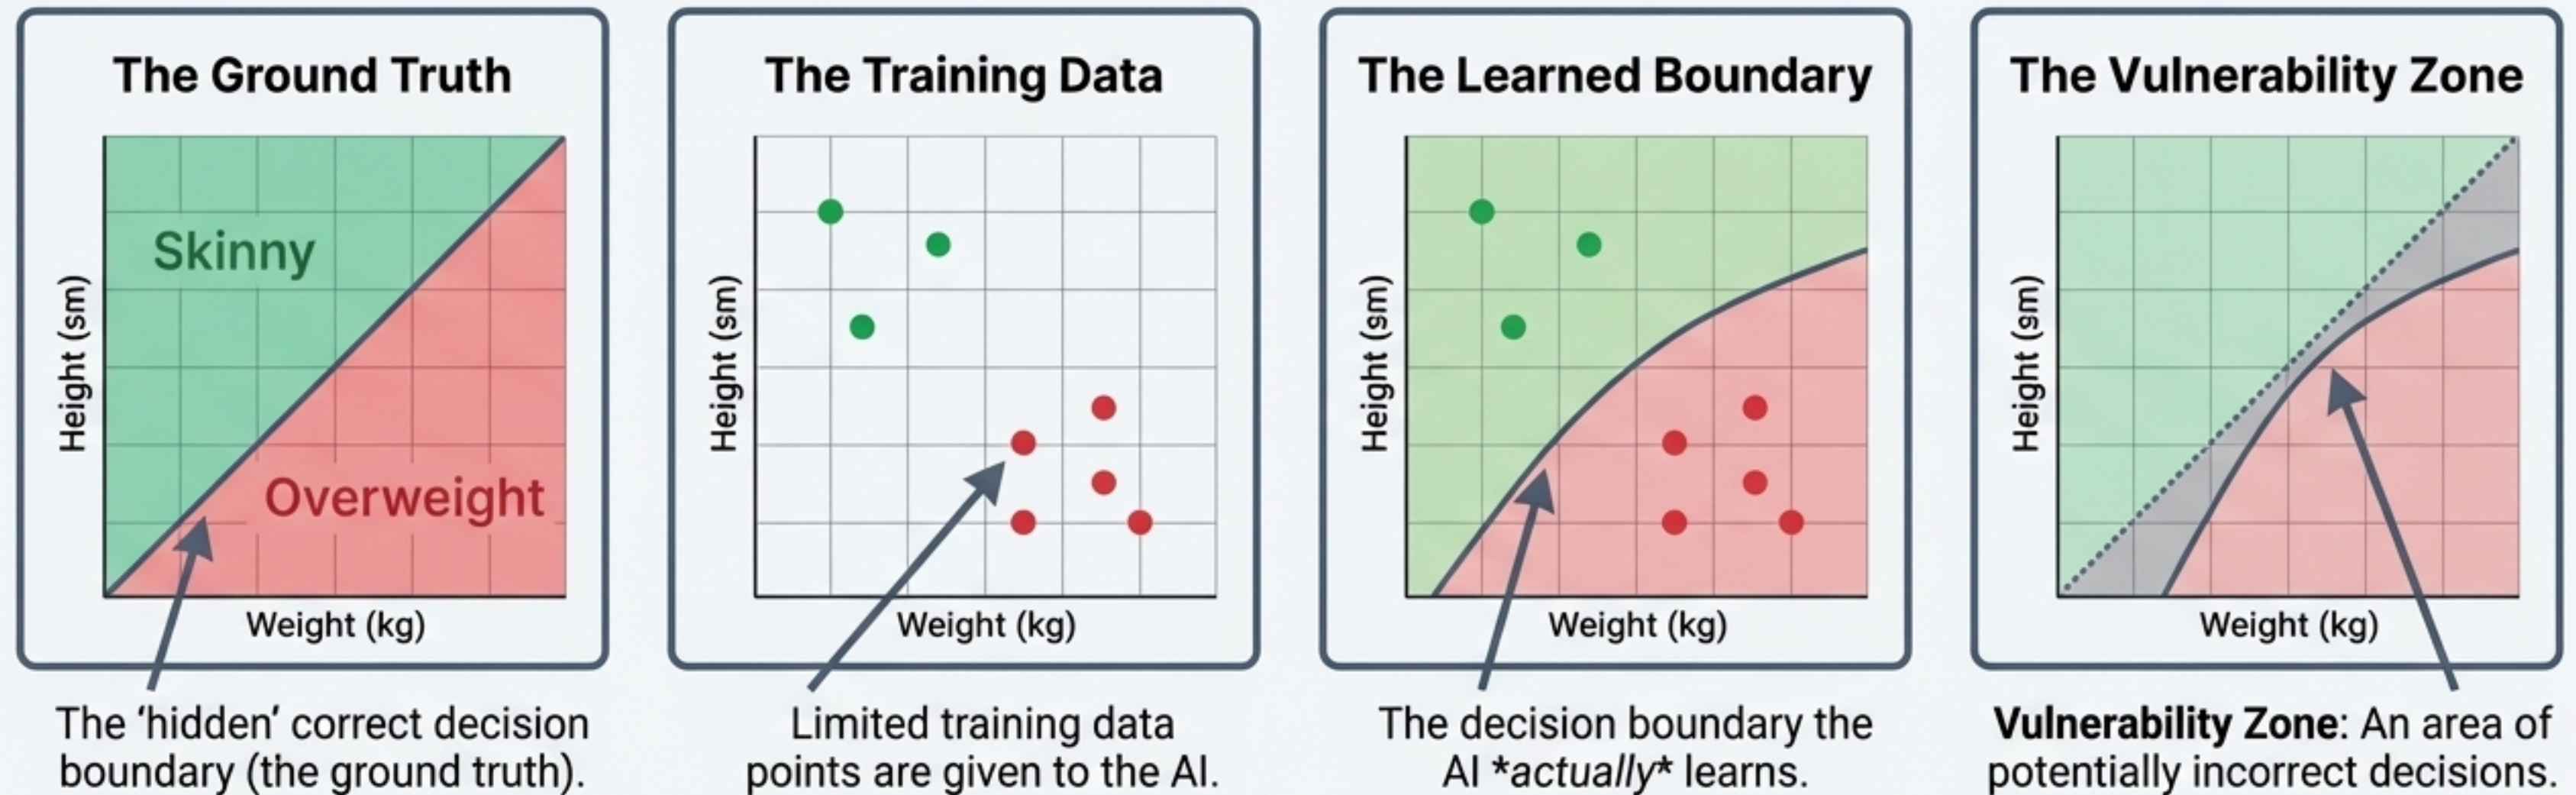 The Ground Truth
Skinny
Overweight
Height (sm)
Weight (kg)
The 'hidden' correct decision
boundary (the ground truth).
The Training Data
Height (sm)
Weight (kg)
Limited training data
points are given to the AI.
The Learned Boundary
Height (sm)
Weight (kg)
The decision boundary the
AI *actually* learns.
The Vulnerability Zone
Height (sm)
Weight (kg)
Vulnerability Zone: An area of
potentially incorrect decisions.